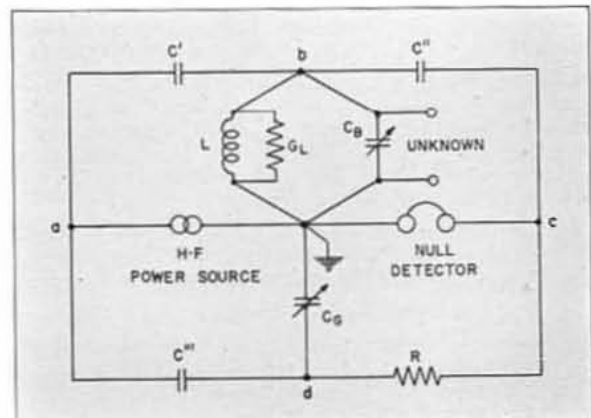 C' b C"
L G_L C_B UNKNOWN
a c
H-F
POWER SOURCE
NULL
DETECTOR
C_G
C''' R
d